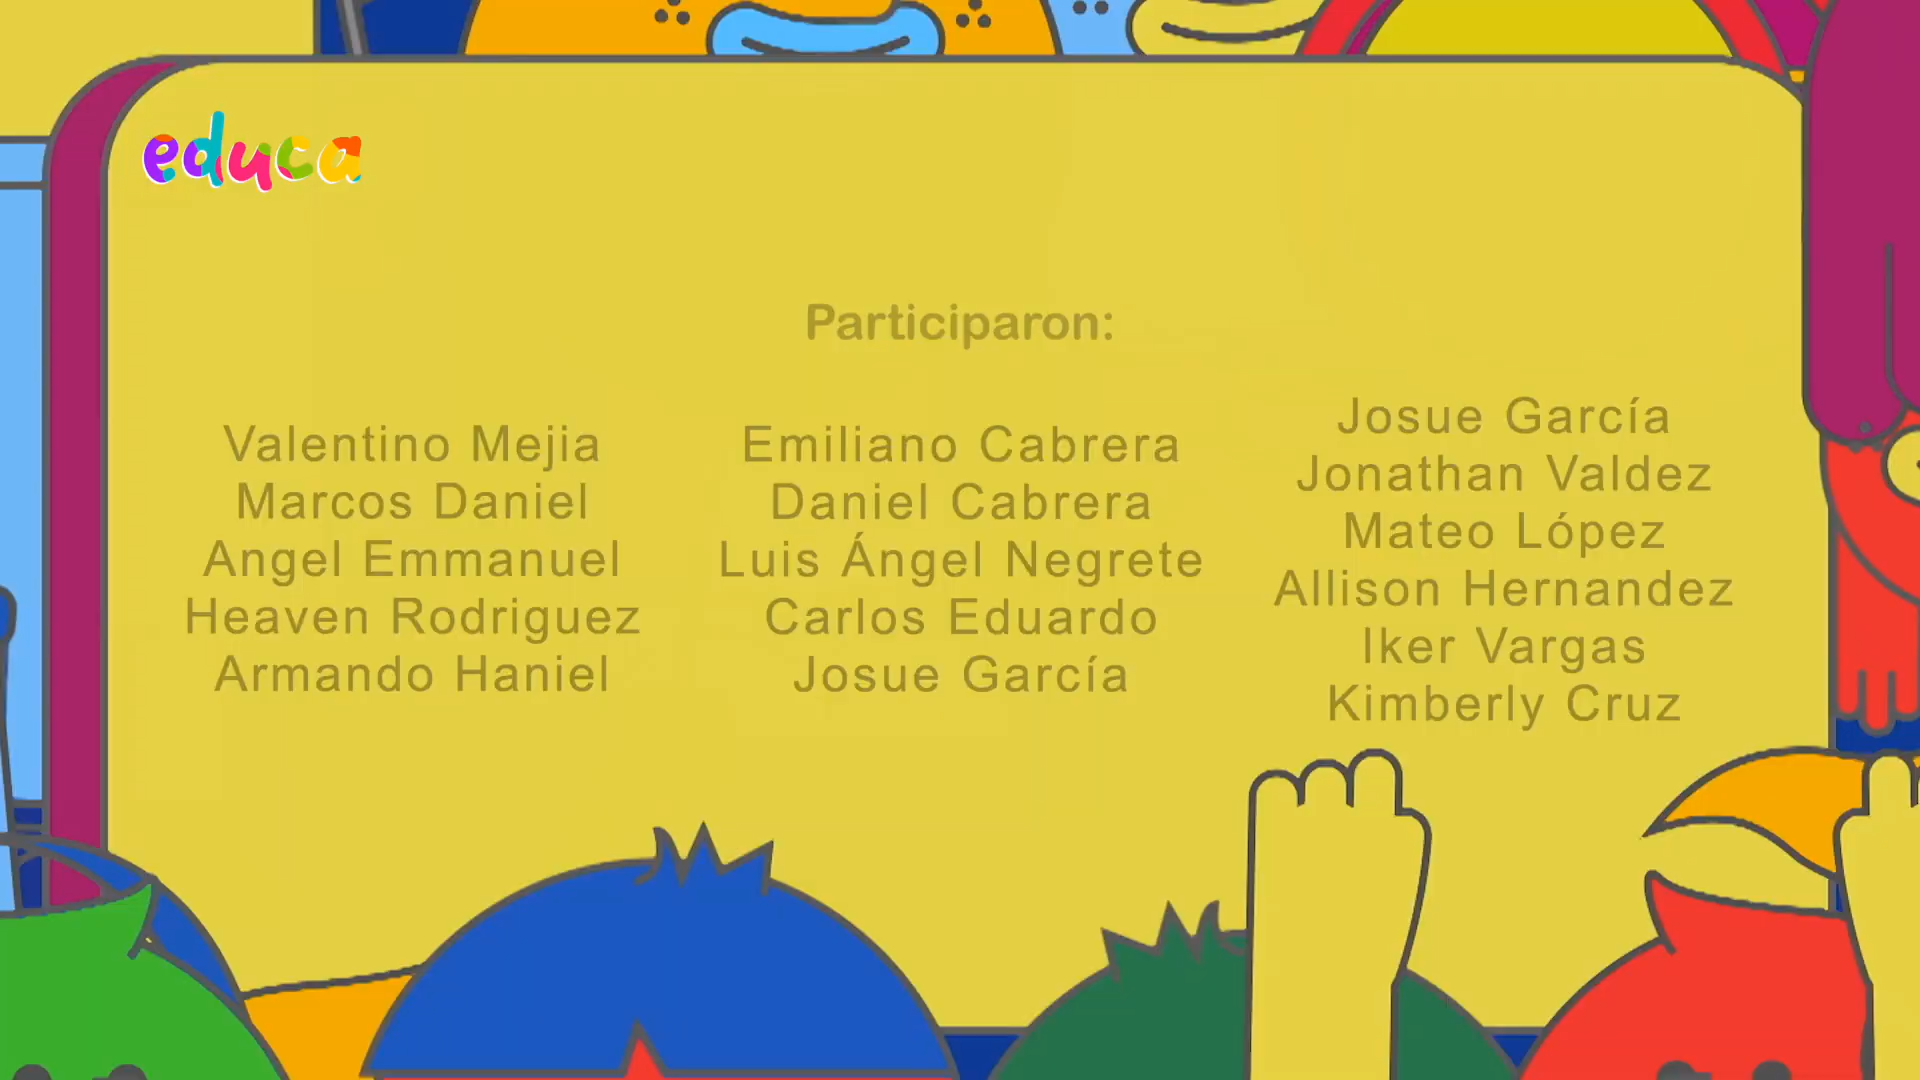 educa
Participaron:
Valentino Mejia
Marcos Daniel
Angel Emmanuel
Heaven Rodriguez
Armando Haniel
Emiliano Cabrera
Daniel Cabrera
Luis Ángel Negrete
Carlos Eduardo
Josue García
Josue García
Jonathan Valdez
Mateo López
Allison Hernandez
Iker Vargas
Kimberly Cruz